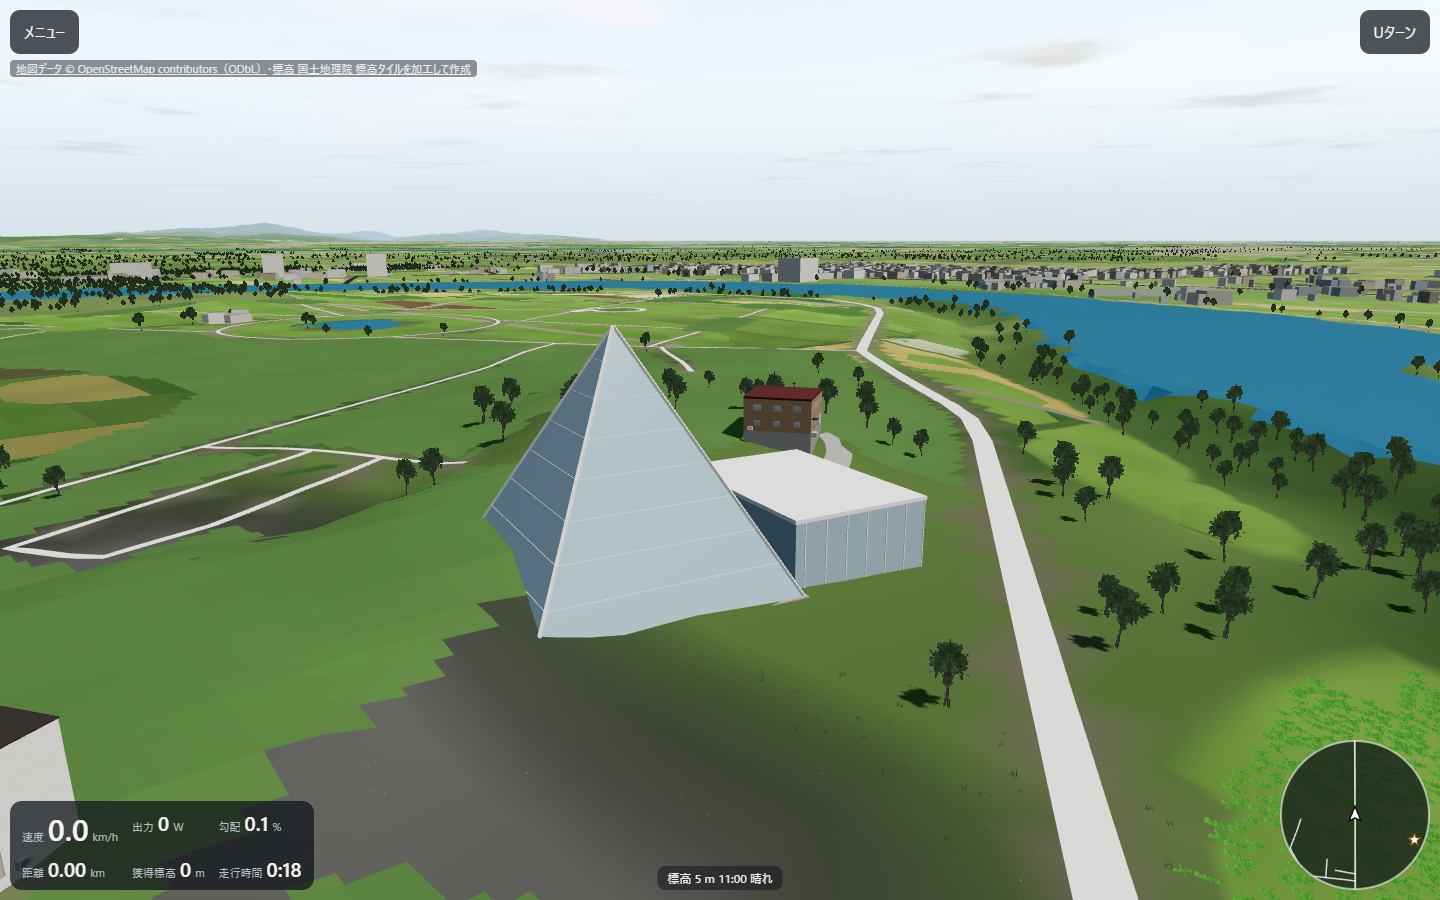 メニュー
Uターン
地図データ © OpenStreetMap contributors（ODbL）・標高 国土地理院 標高タイルを加工して作成
速度 0.0 km/h 出力 0 W 勾配 0.1 %
距離 0.00 km 獲得標高 0 m 走行時間 0:18
標高 5 m 11:00 晴れ